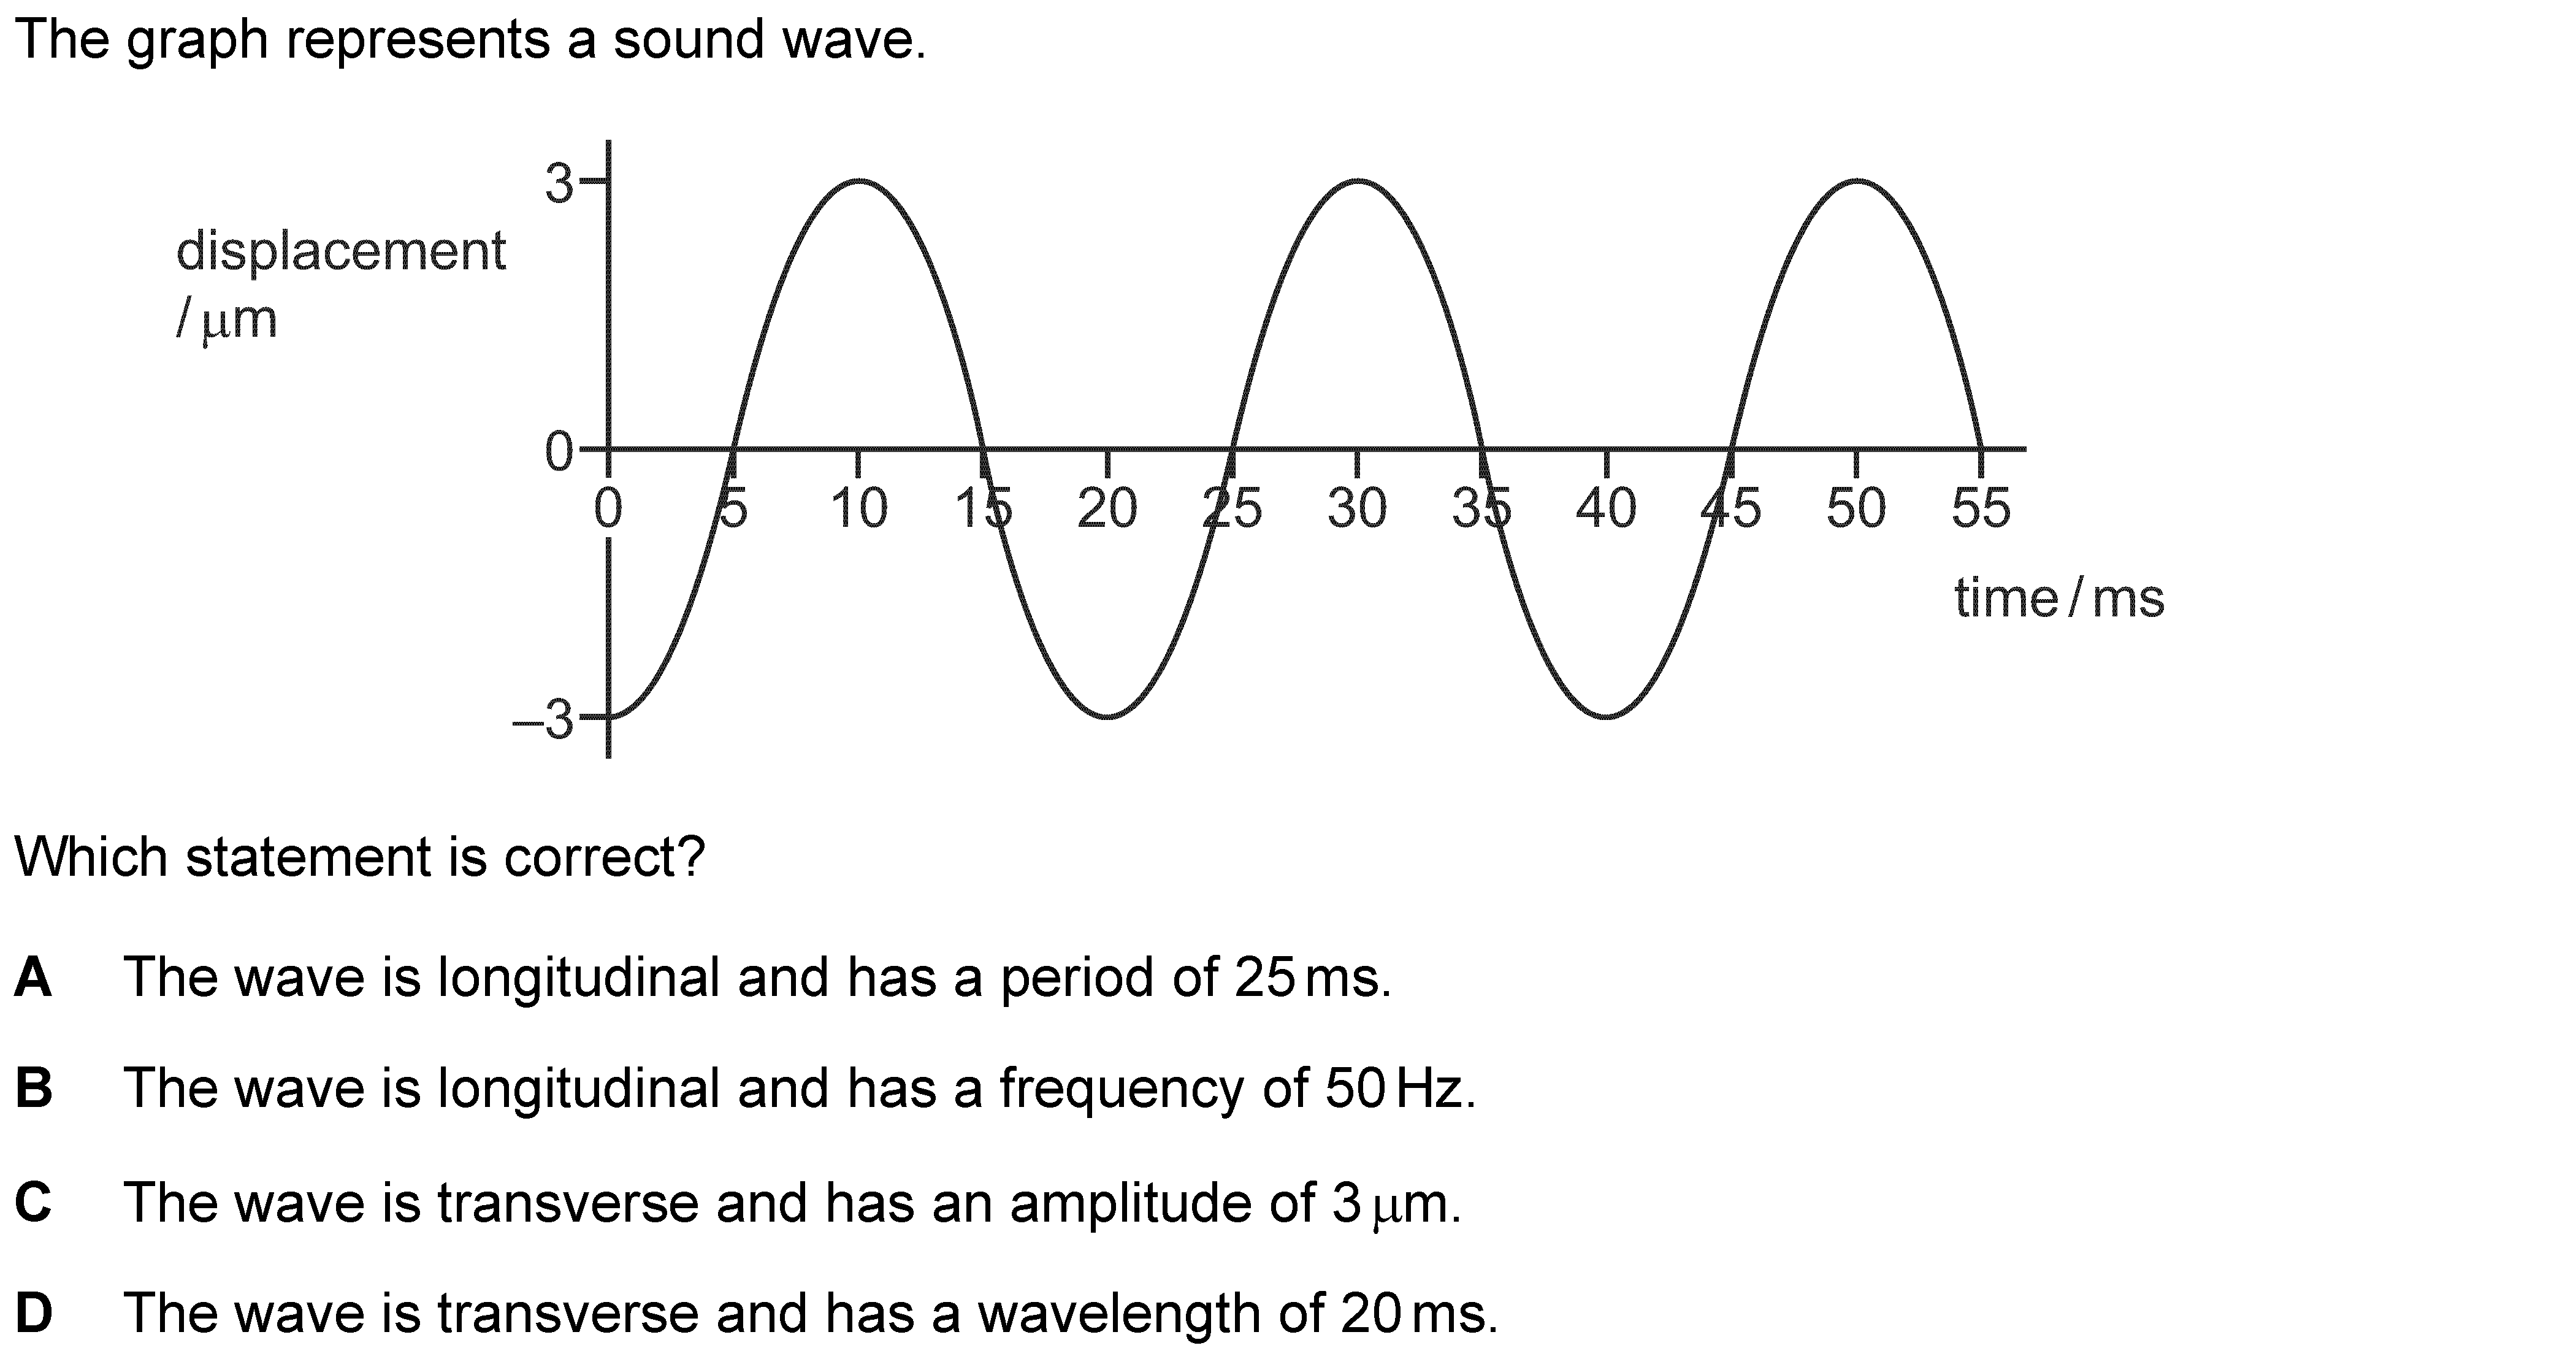 The graph represents a sound wave.
3
displacement
/ μm
0
0 5 10 15 20 25 30 35 40 45 50 55
time / ms
–3
Which statement is correct?
A The wave is longitudinal and has a period of 25 ms.
B The wave is longitudinal and has a frequency of 50 Hz.
C The wave is transverse and has an amplitude of 3 μm.
D The wave is transverse and has a wavelength of 20 ms.